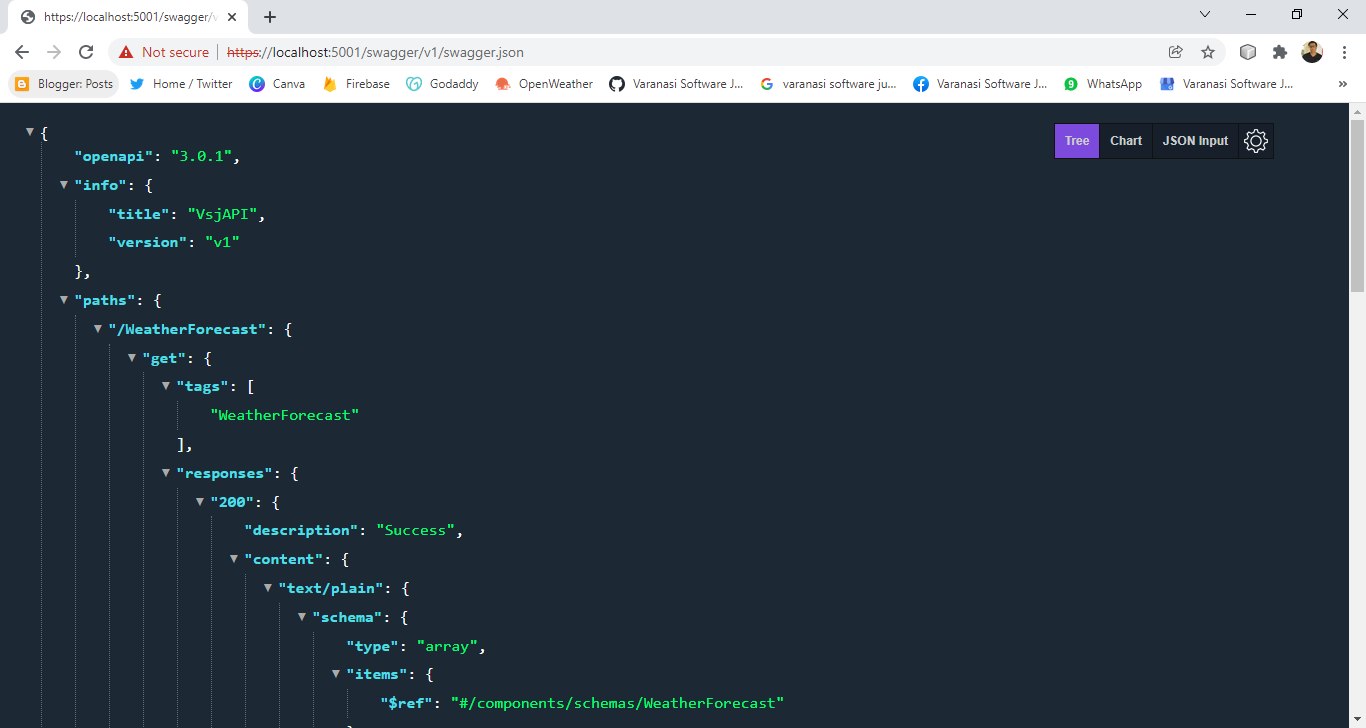 https://localhost:5001/swagger/v
Not secure | https://localhost:5001/swagger/v1/swagger.json
Blogger: Posts Home / Twitter Canva Firebase Godaddy OpenWeather Varanasi Software J... varanasi software ju... Varanasi Software J... WhatsApp Varanasi Software J... »
Tree Chart JSON Input
{
"openapi": "3.0.1",
"info": {
"title": "VsjAPI",
"version": "v1"
},
"paths": {
"/WeatherForecast": {
"get": {
"tags": [
"WeatherForecast"
],
"responses": {
"200": {
"description": "Success",
"content": {
"text/plain": {
"schema": {
"type": "array",
"items": {
"$ref": "#/components/schemas/WeatherForecast"